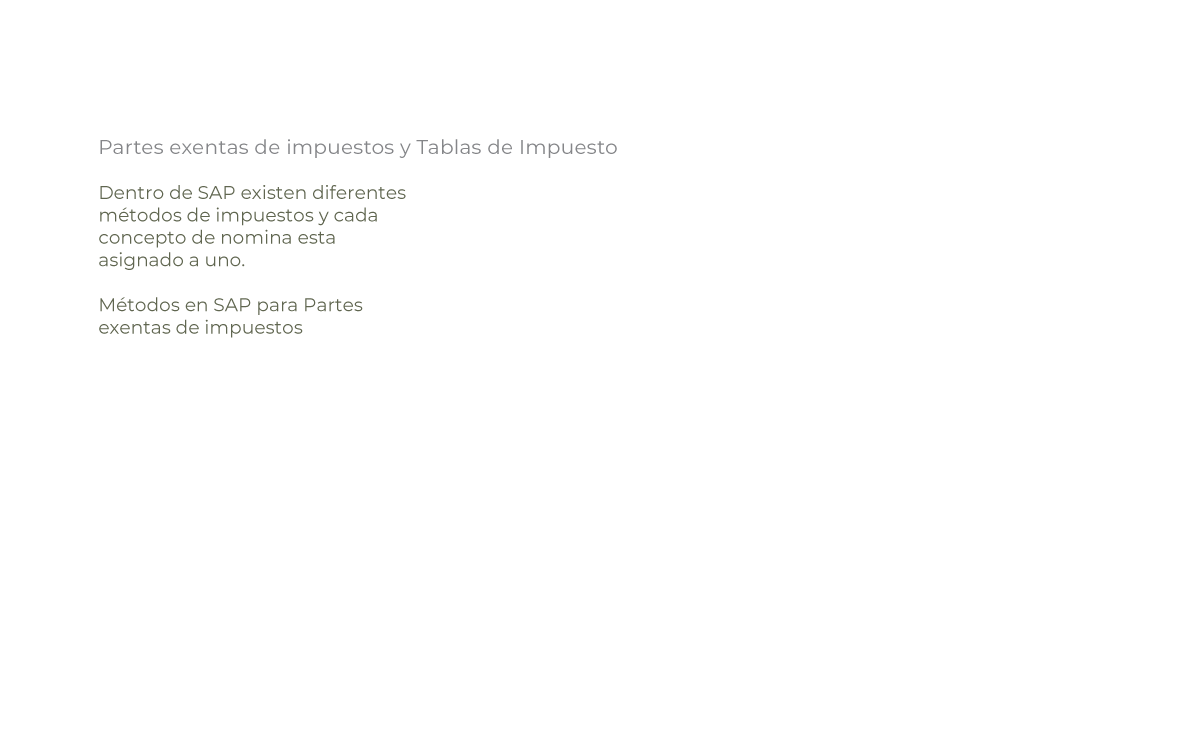 Partes exentas de impuestos y Tablas de Impuesto
Dentro de SAP existen diferentes
métodos de impuestos y cada
concepto de nomina esta
asignado a uno.
Métodos en SAP para Partes
exentas de impuestos